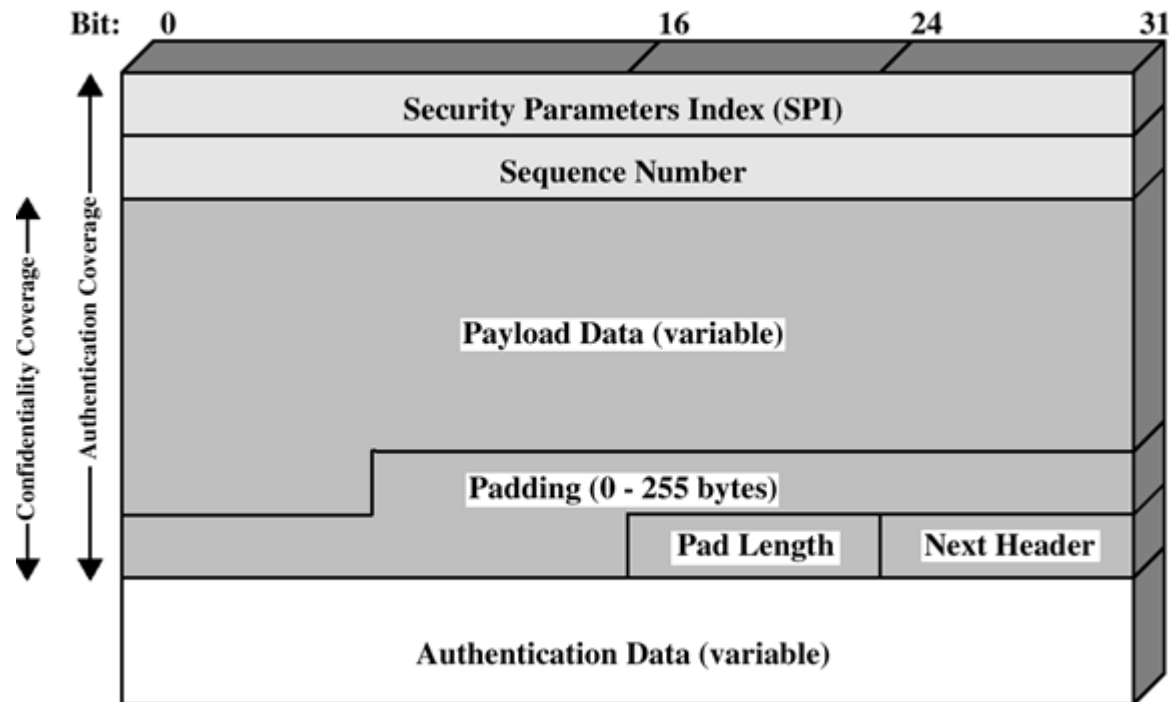 Bit: 0 16 24 31
Security Parameters Index (SPI)
Sequence Number
Confidentiality Coverage
Authentication Coverage
Payload Data (variable)
Padding (0 - 255 bytes)
Pad Length Next Header
Authentication Data (variable)